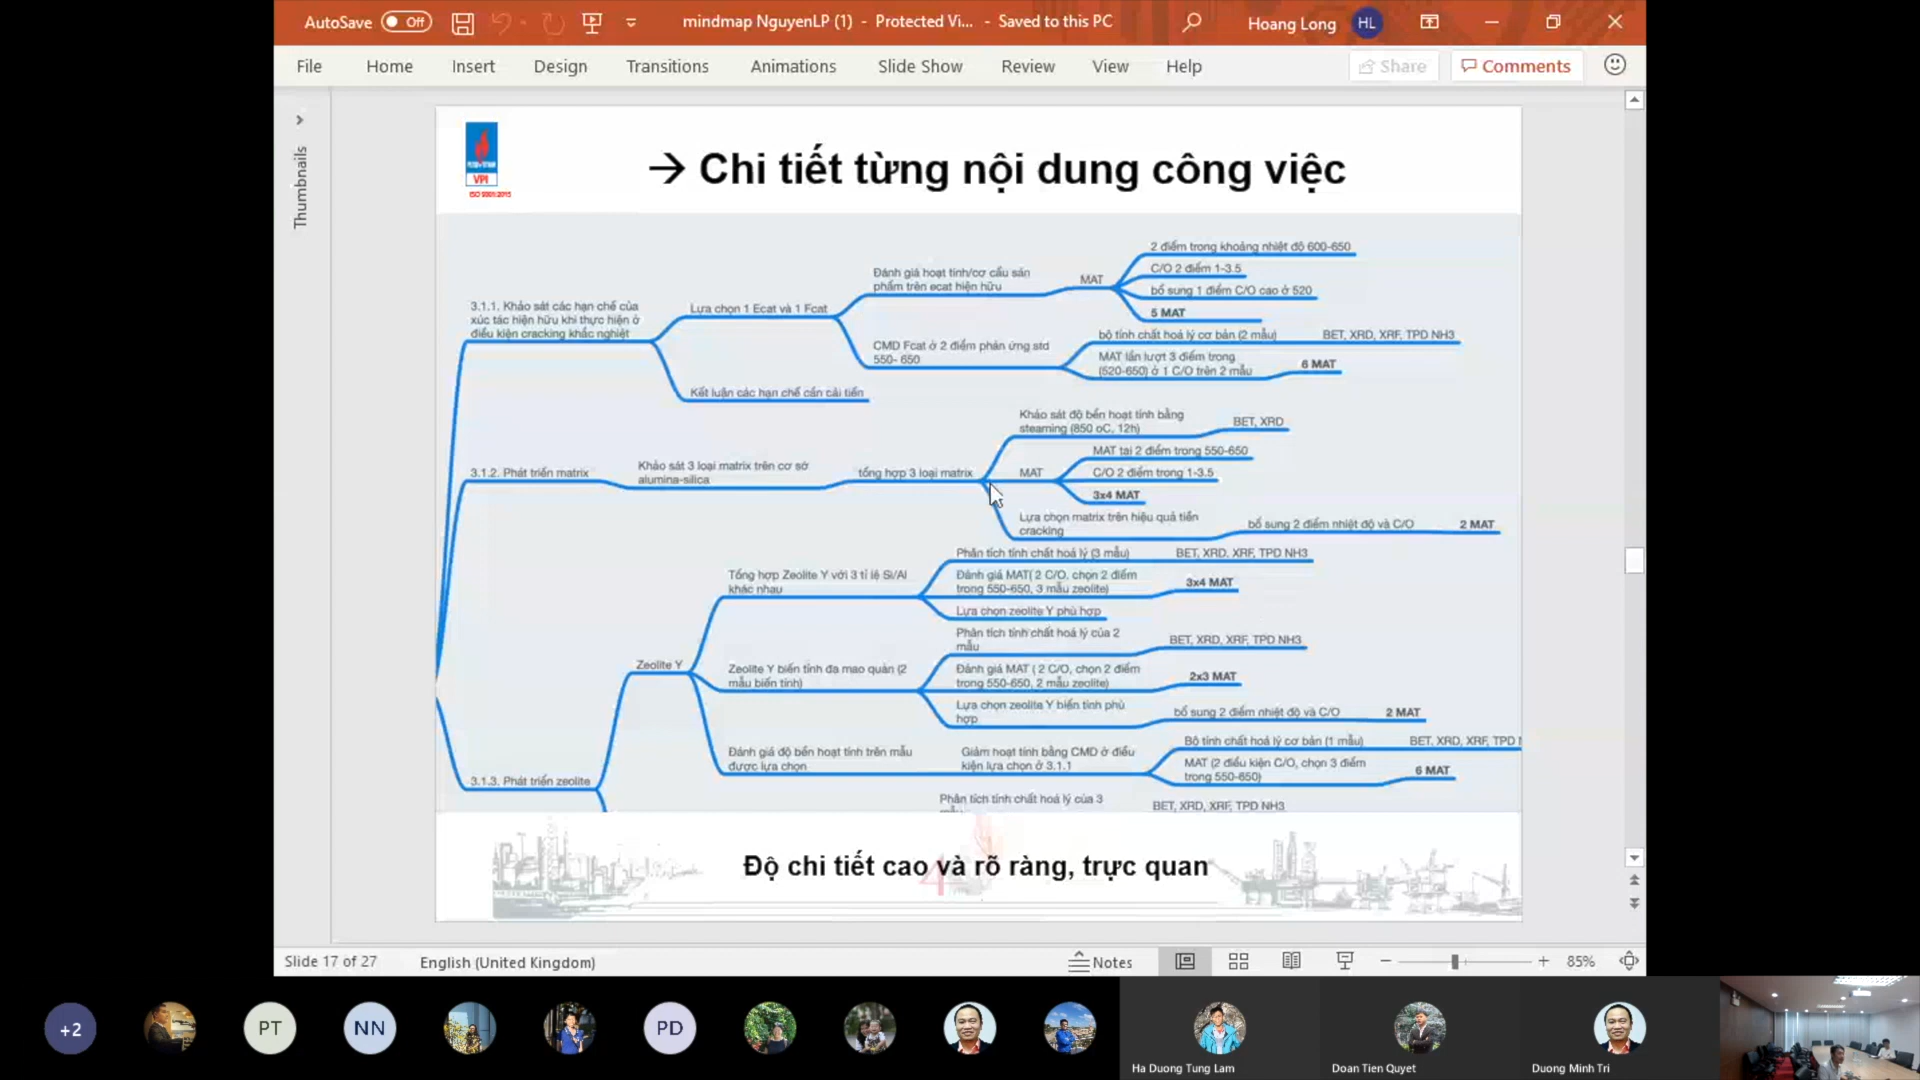 AutoSave Off mindmap NguyenLP (1) - Protected Vi... - Saved to this PC Hoang Long HL
File Home Insert Design Transitions Animations Slide Show Review View Help Share Comments
Thumbnails
VPI
ISO 9001:2015
→ Chi tiết từng nội dung công việc
3.1.1. Khảo sát các hạn chế của
xúc tác hiện hữu khi thực hiện ở
điều kiện cracking khắc nghiệt
Lựa chọn 1 Ecat và 1 Fcat
Đánh giá hoạt tính/cơ cấu sản
phẩm trên ecat hiện hữu
MAT
2 điểm trong khoảng nhiệt độ 600-650
C/O 2 điểm 1-3.5
bổ sung 1 điểm C/O cao ở 520
5 MAT
CMD Fcat ở 2 điểm phản ứng std
550- 650
bộ tính chất hoá lý cơ bản (2 mẫu) BET, XRD, XRF, TPD NH3
MAT lần lượt 3 điểm trong
(520-650) ở 1 C/O trên 2 mẫu
6 MAT
Kết luận các hạn chế cần cải tiến
3.1.2. Phát triển matrix
Khảo sát 3 loại matrix trên cơ sở
alumina-silica
tổng hợp 3 loại matrix
Khảo sát độ bền hoạt tính bằng
steaming (850 oC, 12h)
BET, XRD
MAT
MAT tại 2 điểm trong 550-650
C/O 2 điểm trong 1-3.5
3x4 MAT
Lựa chọn matrix trên hiệu quả tiền
cracking
bổ sung 2 điểm nhiệt độ và C/O 2 MAT
3.1.3. Phát triển zeolite
Zeolite Y
Tổng hợp Zeolite Y với 3 tỉ lệ Si/Al
khác nhau
Phân tích tính chất hoá lý (3 mẫu) BET, XRD. XRF, TPD NH3
Đánh giá MAT( 2 C/O, chọn 2 điểm
trong 550-650, 3 mẫu zeolite)
3x4 MAT
Lựa chọn zeolite Y phù hợp
Zeolite Y biến tính đa mao quản (2
mẫu biến tính)
Phân tích tính chất hoá lý của 2
mẫu
BET, XRD, XRF, TPD NH3
Đánh giá MAT ( 2 C/O, chọn 2 điểm
trong 550-650, 2 mẫu zeolite)
2x3 MAT
Lựa chọn zeolite Y biến tính phù
hợp
bổ sung 2 điểm nhiệt độ và C/O 2 MAT
Đánh giá độ bền hoạt tính trên mẫu
được lựa chọn
Giảm hoạt tính bằng CMD ở điều
kiện lựa chọn ở 3.1.1
Bộ tính chất hoá lý cơ bản (1 mẫu) BET, XRD, XRF, TPD
MAT (2 điều kiện C/O, chọn 3 điểm
trong 550-650)
6 MAT
Phân tích tính chất hoá lý của 3
BET, XRD, XRF, TPD NH3
Độ chi tiết cao và rõ ràng, trực quan
Slide 17 of 27 English (United Kingdom) Notes 85%
+2 PT NN PD
Ha Duong Tung Lam Doan Tien Quyet Duong Minh Tri